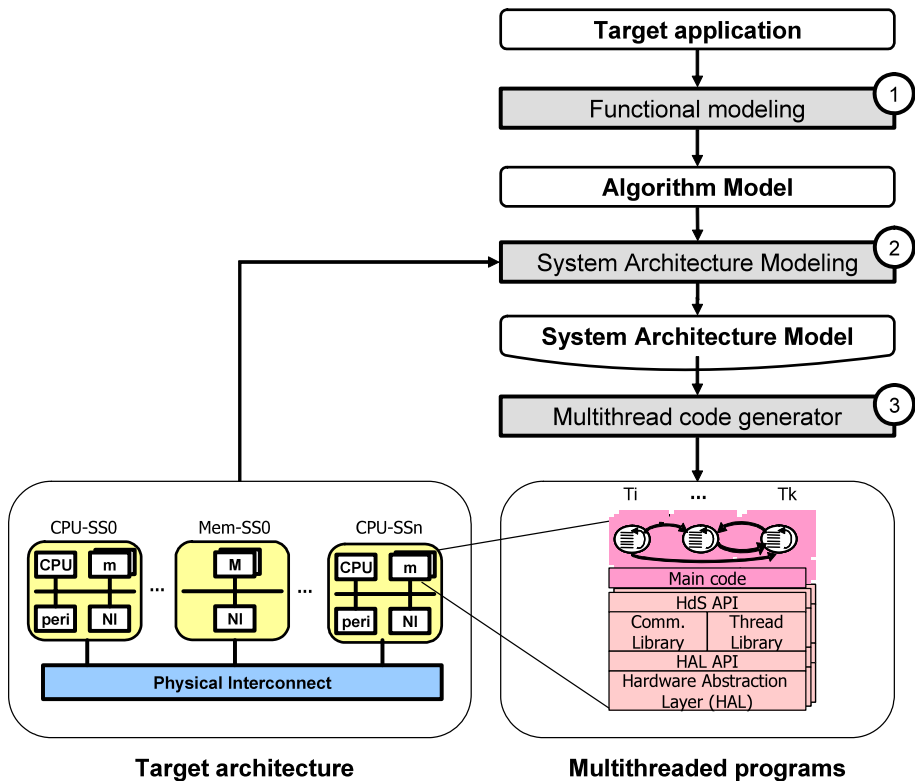 Target application
1
Functional modeling
Algorithm Model
2
System Architecture Modeling
System Architecture Model
3
Multithread code generator
CPU-SS0
Mem-SS0
CPU-SSn
CPU
m
peri
NI
...
M
NI
...
CPU
m
peri
NI
Physical Interconnect
Target architecture
Ti
...
Tk
Main code
HdS API
Comm.
Library
Thread
Library
HAL API
Hardware Abstraction
Layer (HAL)
Multithreaded programs